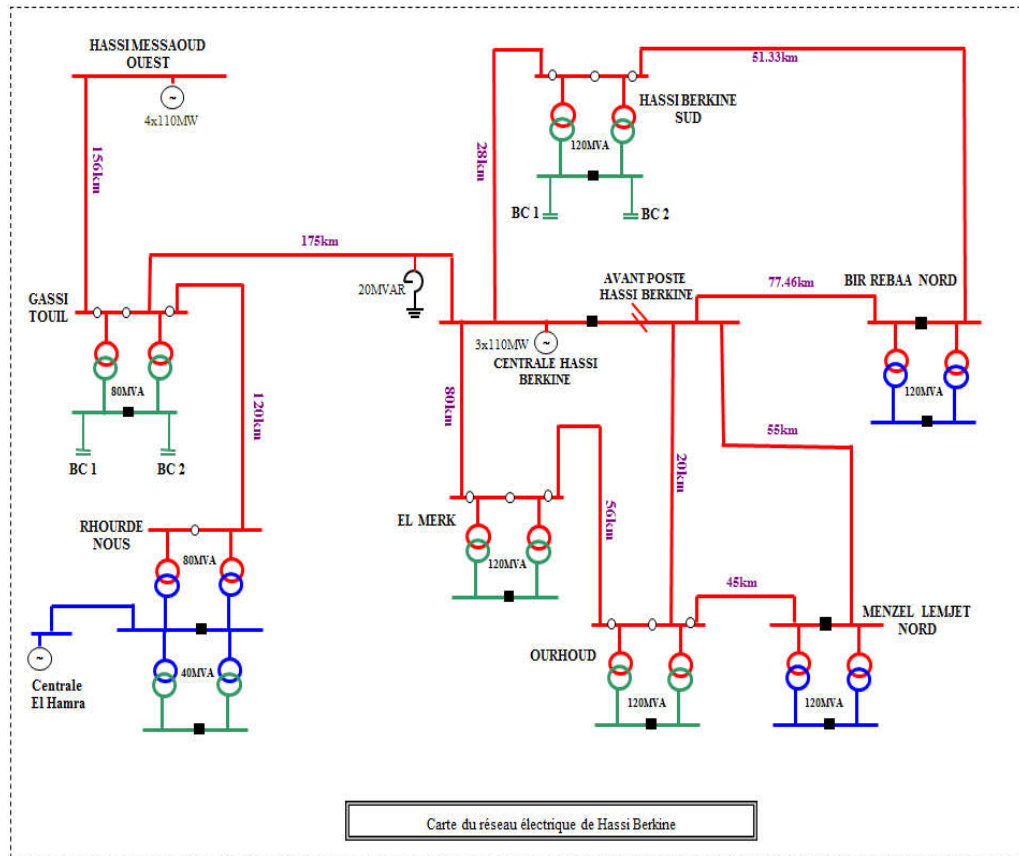 HASSI MESSAOUD
OUEST
4x110MW
156km
GASSI
TOUIL
80MVA
BC 1
BC 2
175km
20MVAR
120km
RHOURDE
NOUS
80MVA
40MVA
Centrale
El Hamra
51.33km
HASSI BERKINE
SUD
120MVA
28km
BC 1
BC 2
AVANT POSTE
HASSI BERKINE
3x110MW
CENTRALE HASSI
BERKINE
77.46km
BIR REBAA NORD
120MVA
80km
EL MERK
120MVA
56km
20km
55km
45km
OURHOUD
120MVA
MENZEL LEMJET
NORD
120MVA
Carte du réseau électrique de Hassi Berkine